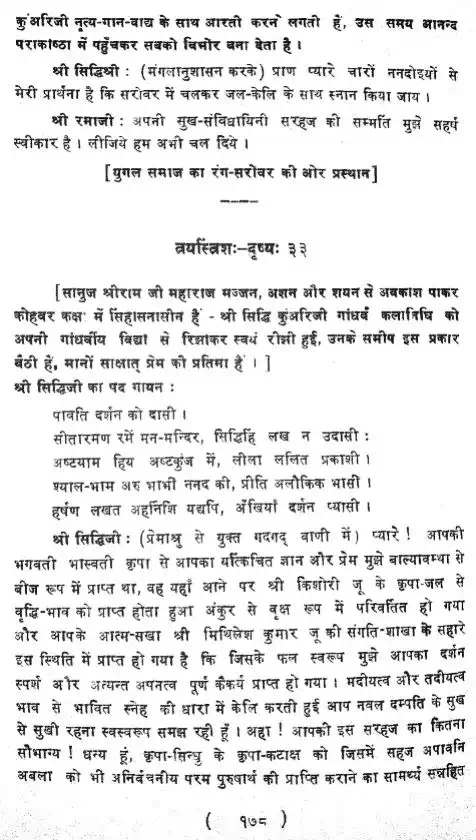 कुंअरिजी नृत्य-गान-वाद्य के साथ आरती करने लगती हैं, उस समय आनन्द
पराकाष्ठा में पहुँचकर सबको विभोर बना देता है ।
श्री सिद्धिश्री : (मंगलानुशासन करके) प्राण प्यारे चारों ननदोइयों से
मेरी प्रार्थना है कि सरोवर में चलकर जल-केलि के साथ स्नान किया जाय ।
श्री रामाजी : अपनी सुख-संविधायिनी सरहज की सम्मति मुझे सहर्ष
स्वीकार है । लीजिये हम अभी चल दिये ।
[युगल समाज का रंग-सरोवर की ओर प्रस्थान]
त्रयस्त्रिशः-दृष्यः ३३
[सानुज श्रीराम जी महाराज मज्जन, अशन और शयन से अवकाश पाकर
कोहवर कक्ष में सिंहासनासीन हैं - श्री सिद्धि कुंअरिजी गांधर्व कलानिधि को
अपनी गांधर्वीय विद्या से रिझाकर स्वयं रीझी हुई, उनके समीप इस प्रकार
बैठी हैं, मानों साक्षात् प्रेम की प्रतिमा हैं । ]
श्री सिद्धिजी का पद गायन :
पावति दर्शन को दासी ।
सीतारमण रमें मन-मन्दिर, सिद्धिहिं लख न उदासी :
अष्टयाम हिय अष्टकुंज में, लीला ललित प्रकाशी ।
श्याल-भाम अरु भाभी ननद की, प्रीति अलौकिक भासी ।
हर्षण लखत अहनिशि यद्यपि, अँखियाँ दर्शन प्यासी ।
श्री सिद्धिजी : (प्रेमाश्रु से युक्त गदगद् वाणी में) प्यारे ! आपकी
भगवती भास्वती कृपा से आपका यत्किंचित ज्ञान और प्रेम मुझे बाल्यावस्था से
बीज रूप में प्राप्त था, वह यहाँ आने पर श्री किशोरी जू के कृपा-जल से
वृद्धि-भाव को प्राप्त होता हुआ अंकुर से वृक्ष रूप में परिवर्तित हो गया
और आपके आत्म-सखा श्री मिथिलेश कुमार जू की संगति-शाखा के सहारे
इस स्थिति में प्राप्त हो गया है कि जिसके फल स्वरूप मुझे आपका दर्शन
स्पर्श और अत्यन्त अपनत्व पूर्ण कैंकर्य प्राप्त हो गया । मदीयत्व और तदीयत्व
भाव से भावित स्नेह की धारा में केलि करती हुई आप नवल दम्पति के सुख
से सुखी रहना स्वस्वरूप समझ रही हूँ । अहा ! आपकी इस सरहज का कितना
सौभाग्य ! धन्य हूं, कृपा-सिन्धु के कृपा-कटाक्ष को जिसमें सहज अपावनि
अबला को भी अनिर्वचनीय परम पुरुषार्थ की प्राप्ति कराने का सामर्थ्य सन्नहित
( १७८ )